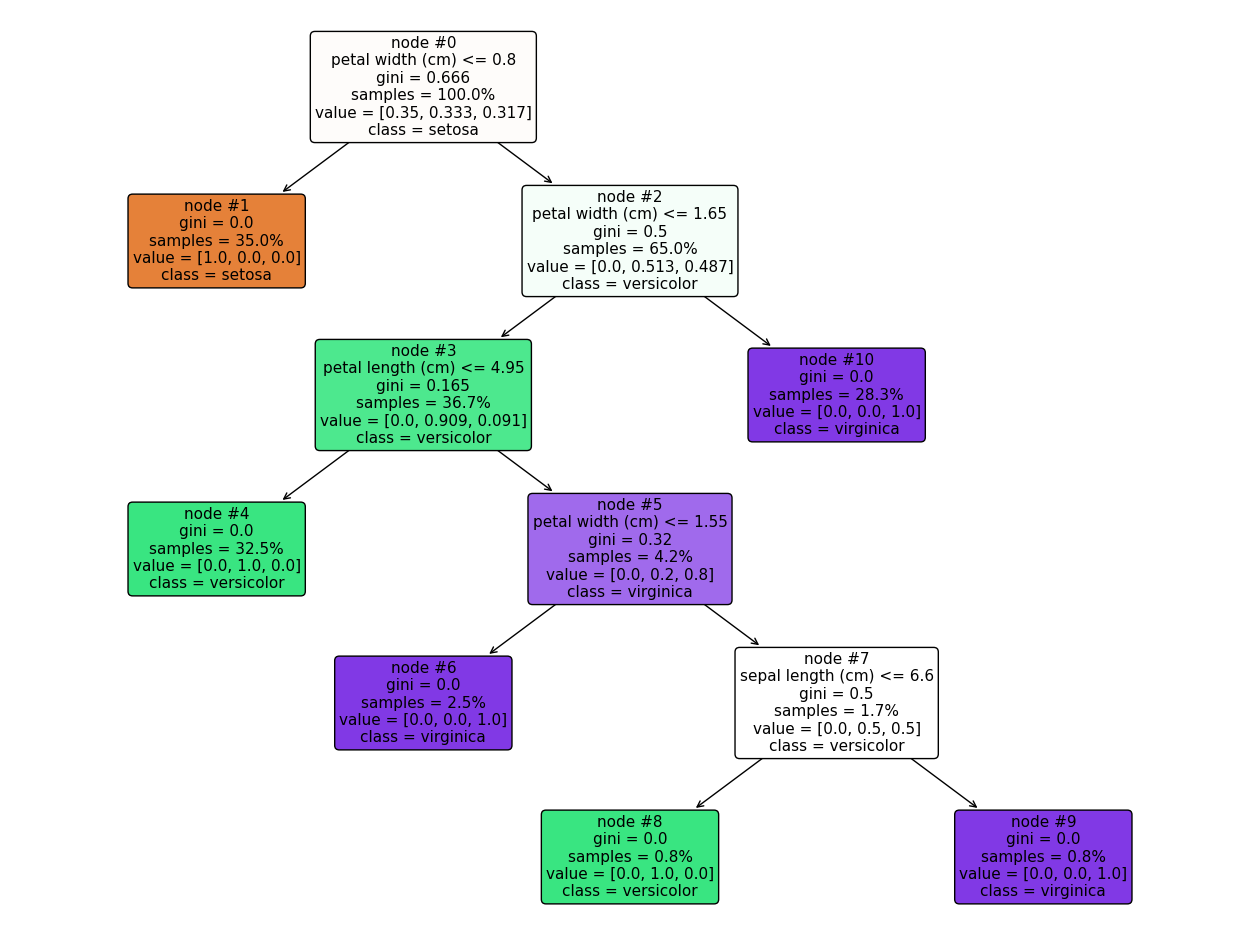 node #0
petal width (cm) <= 0.8
gini = 0.666
samples = 100.0%
value = [0.35, 0.333, 0.317]
class = setosa
node #1
gini = 0.0
samples = 35.0%
value = [1.0, 0.0, 0.0]
class = setosa
node #2
petal width (cm) <= 1.65
gini = 0.5
samples = 65.0%
value = [0.0, 0.513, 0.487]
class = versicolor
node #3
petal length (cm) <= 4.95
gini = 0.165
samples = 36.7%
value = [0.0, 0.909, 0.091]
class = versicolor
node #10
gini = 0.0
samples = 28.3%
value = [0.0, 0.0, 1.0]
class = virginica
node #4
gini = 0.0
samples = 32.5%
value = [0.0, 1.0, 0.0]
class = versicolor
node #5
petal width (cm) <= 1.55
gini = 0.32
samples = 4.2%
value = [0.0, 0.2, 0.8]
class = virginica
node #6
gini = 0.0
samples = 2.5%
value = [0.0, 0.0, 1.0]
class = virginica
node #7
sepal length (cm) <= 6.6
gini = 0.5
samples = 1.7%
value = [0.0, 0.5, 0.5]
class = versicolor
node #8
gini = 0.0
samples = 0.8%
value = [0.0, 1.0, 0.0]
class = versicolor
node #9
gini = 0.0
samples = 0.8%
value = [0.0, 0.0, 1.0]
class = virginica